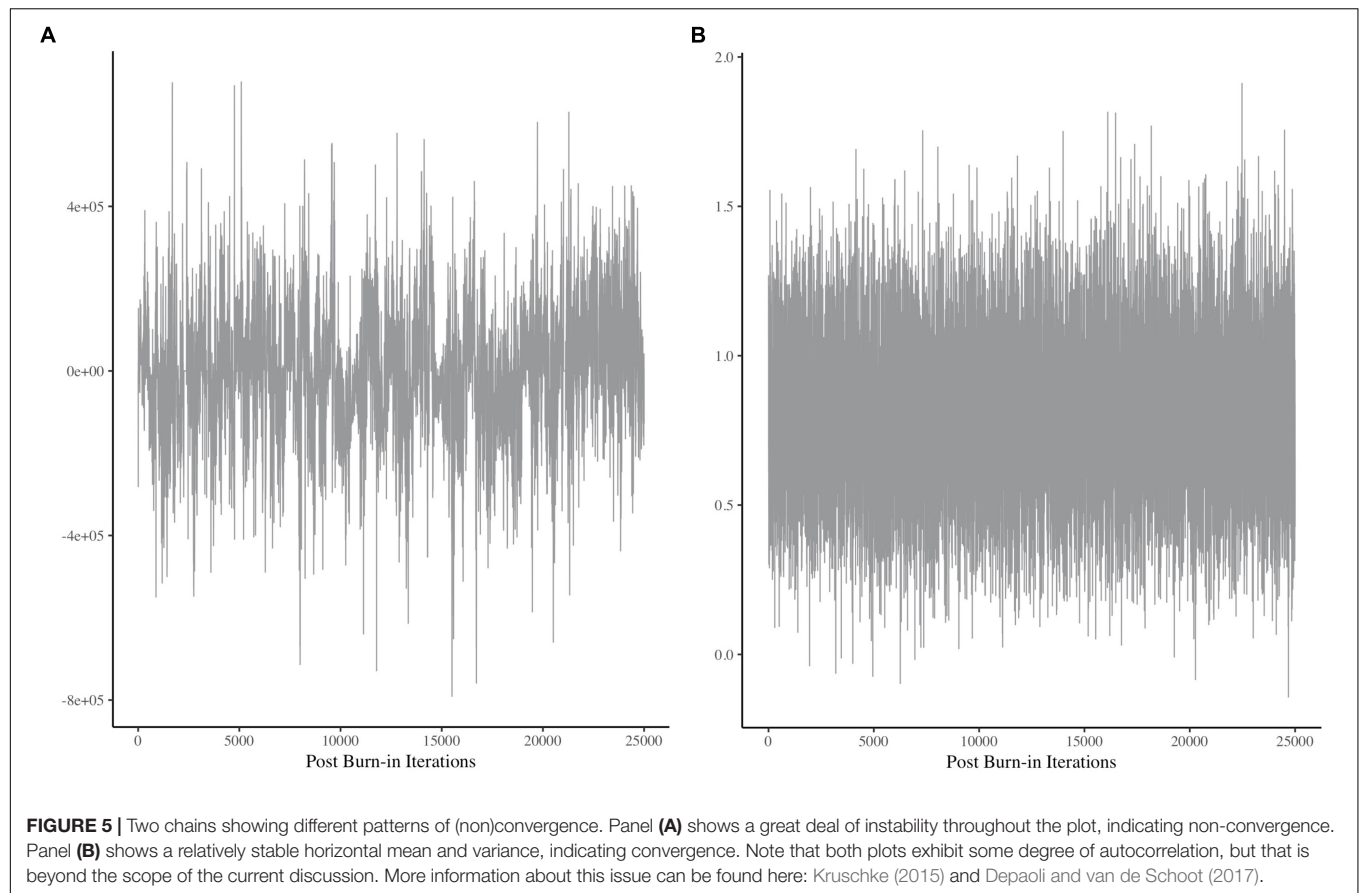 A
B
4e+05
0e+00
-4e+05
-8e+05
0 5000 10000 15000 20000 25000
Post Burn-in Iterations
2.0
1.5
1.0
0.5
0.0
0 5000 10000 15000 20000 25000
Post Burn-in Iterations
FIGURE 5 | Two chains showing different patterns of (non)convergence. Panel (A) shows a great deal of instability throughout the plot, indicating non-convergence.
Panel (B) shows a relatively stable horizontal mean and variance, indicating convergence. Note that both plots exhibit some degree of autocorrelation, but that is
beyond the scope of the current discussion. More information about this issue can be found here: Kruschke (2015) and Depaoli and van de Schoot (2017).